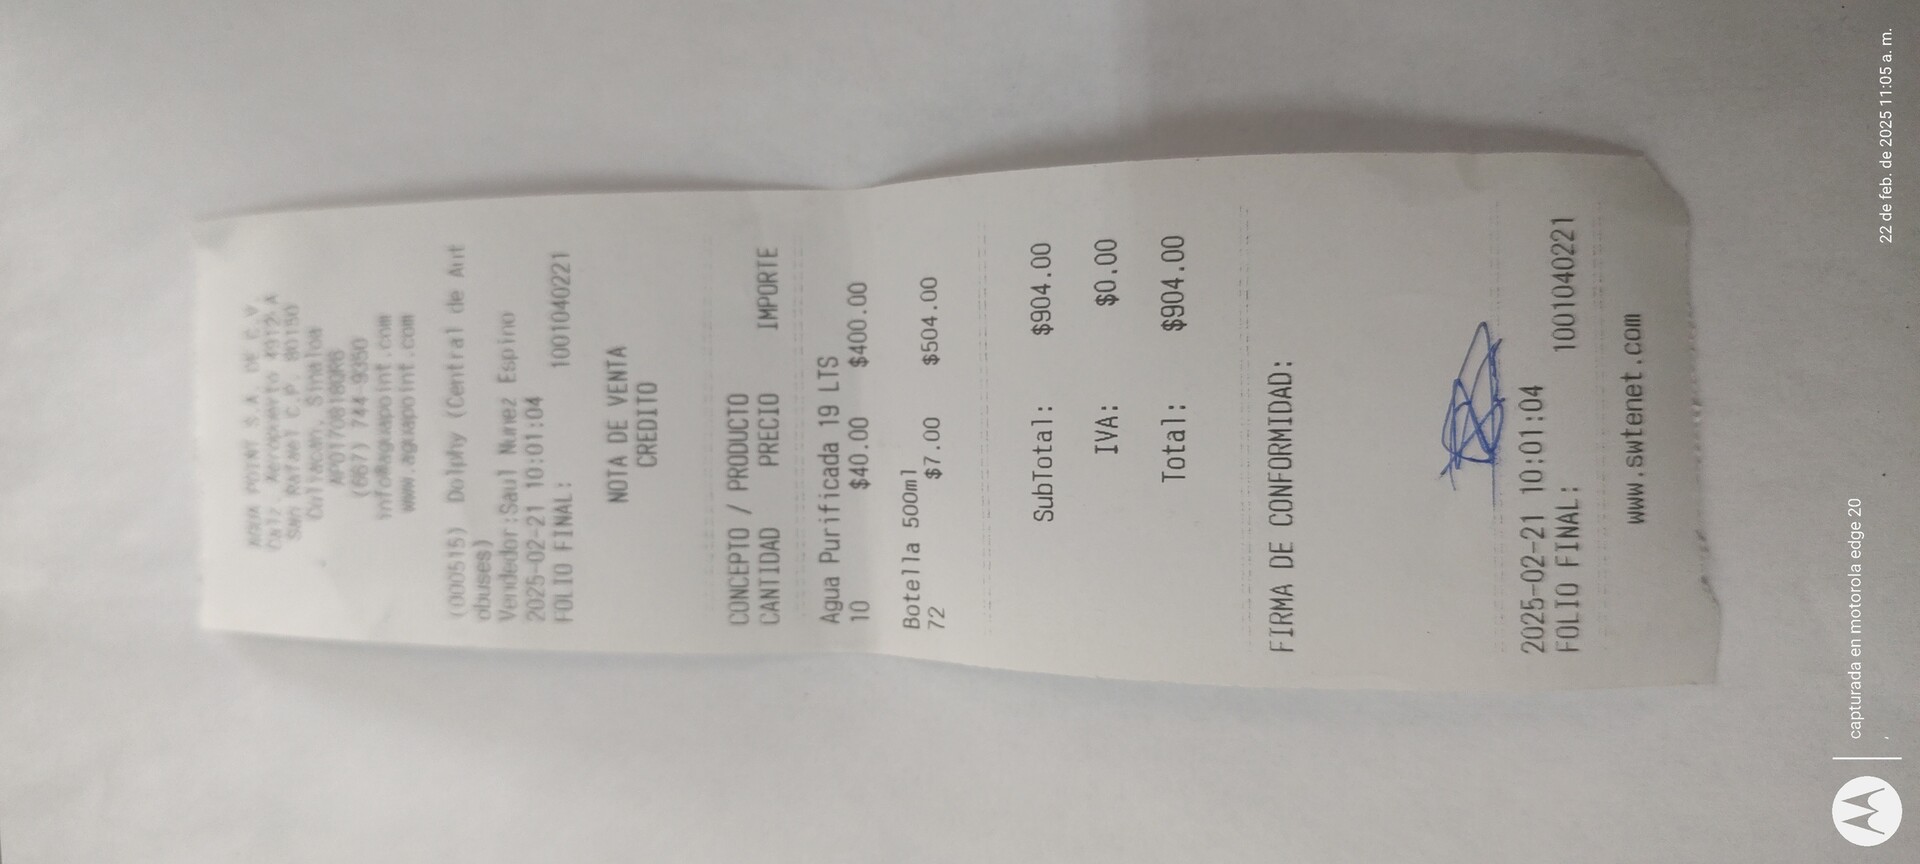 AQUA POINT S.A. DE C.V.
Calz. Aeropuerto 4912 A
San Rafael C.P. 80150
Culiacan, Sinaloa
(667) 744-9350
info@aguapoint.com
www.aguapoint.com
(000515) Dolphy (Central de Aut
obuses)
Vendedor:Saul Nunez Espino
2025-02-21 10:01:04
FOLIO FINAL: 1001040221
NOTA DE VENTA
CREDITO
CONCEPTO / PRODUCTO
CANTIDAD PRECIO IMPORTE
Agua Purificada 19 LTS
10 $40.00 $400.00
Botella 500ml
72 $7.00 $504.00
SubTotal: $904.00
IVA: $0.00
Total: $904.00
FIRMA DE CONFORMIDAD:
2025-02-21 10:01:04
FOLIO FINAL: 1001040221
www.swtenet.com
capturada en motorola edge 20
22 de feb. de 2025 11:05 a. m.